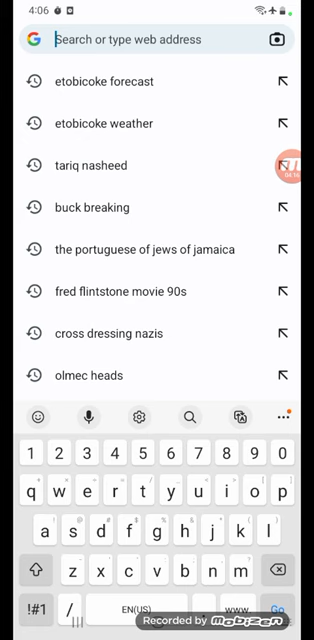 4:06
Search or type web address
etobicoke forecast
etobicoke weather
tariq nasheed
buck breaking
the portuguese of jews of jamaica
fred flintstone movie 90s
cross dressing nazis
olmec heads
1 2 3 4 5 6 7 8 9 0
q w e r t y u i o p
a s d f g h j k l
z x c v b n m
!#1 / EN(US) . www Go
Recorded by MOBIZEN